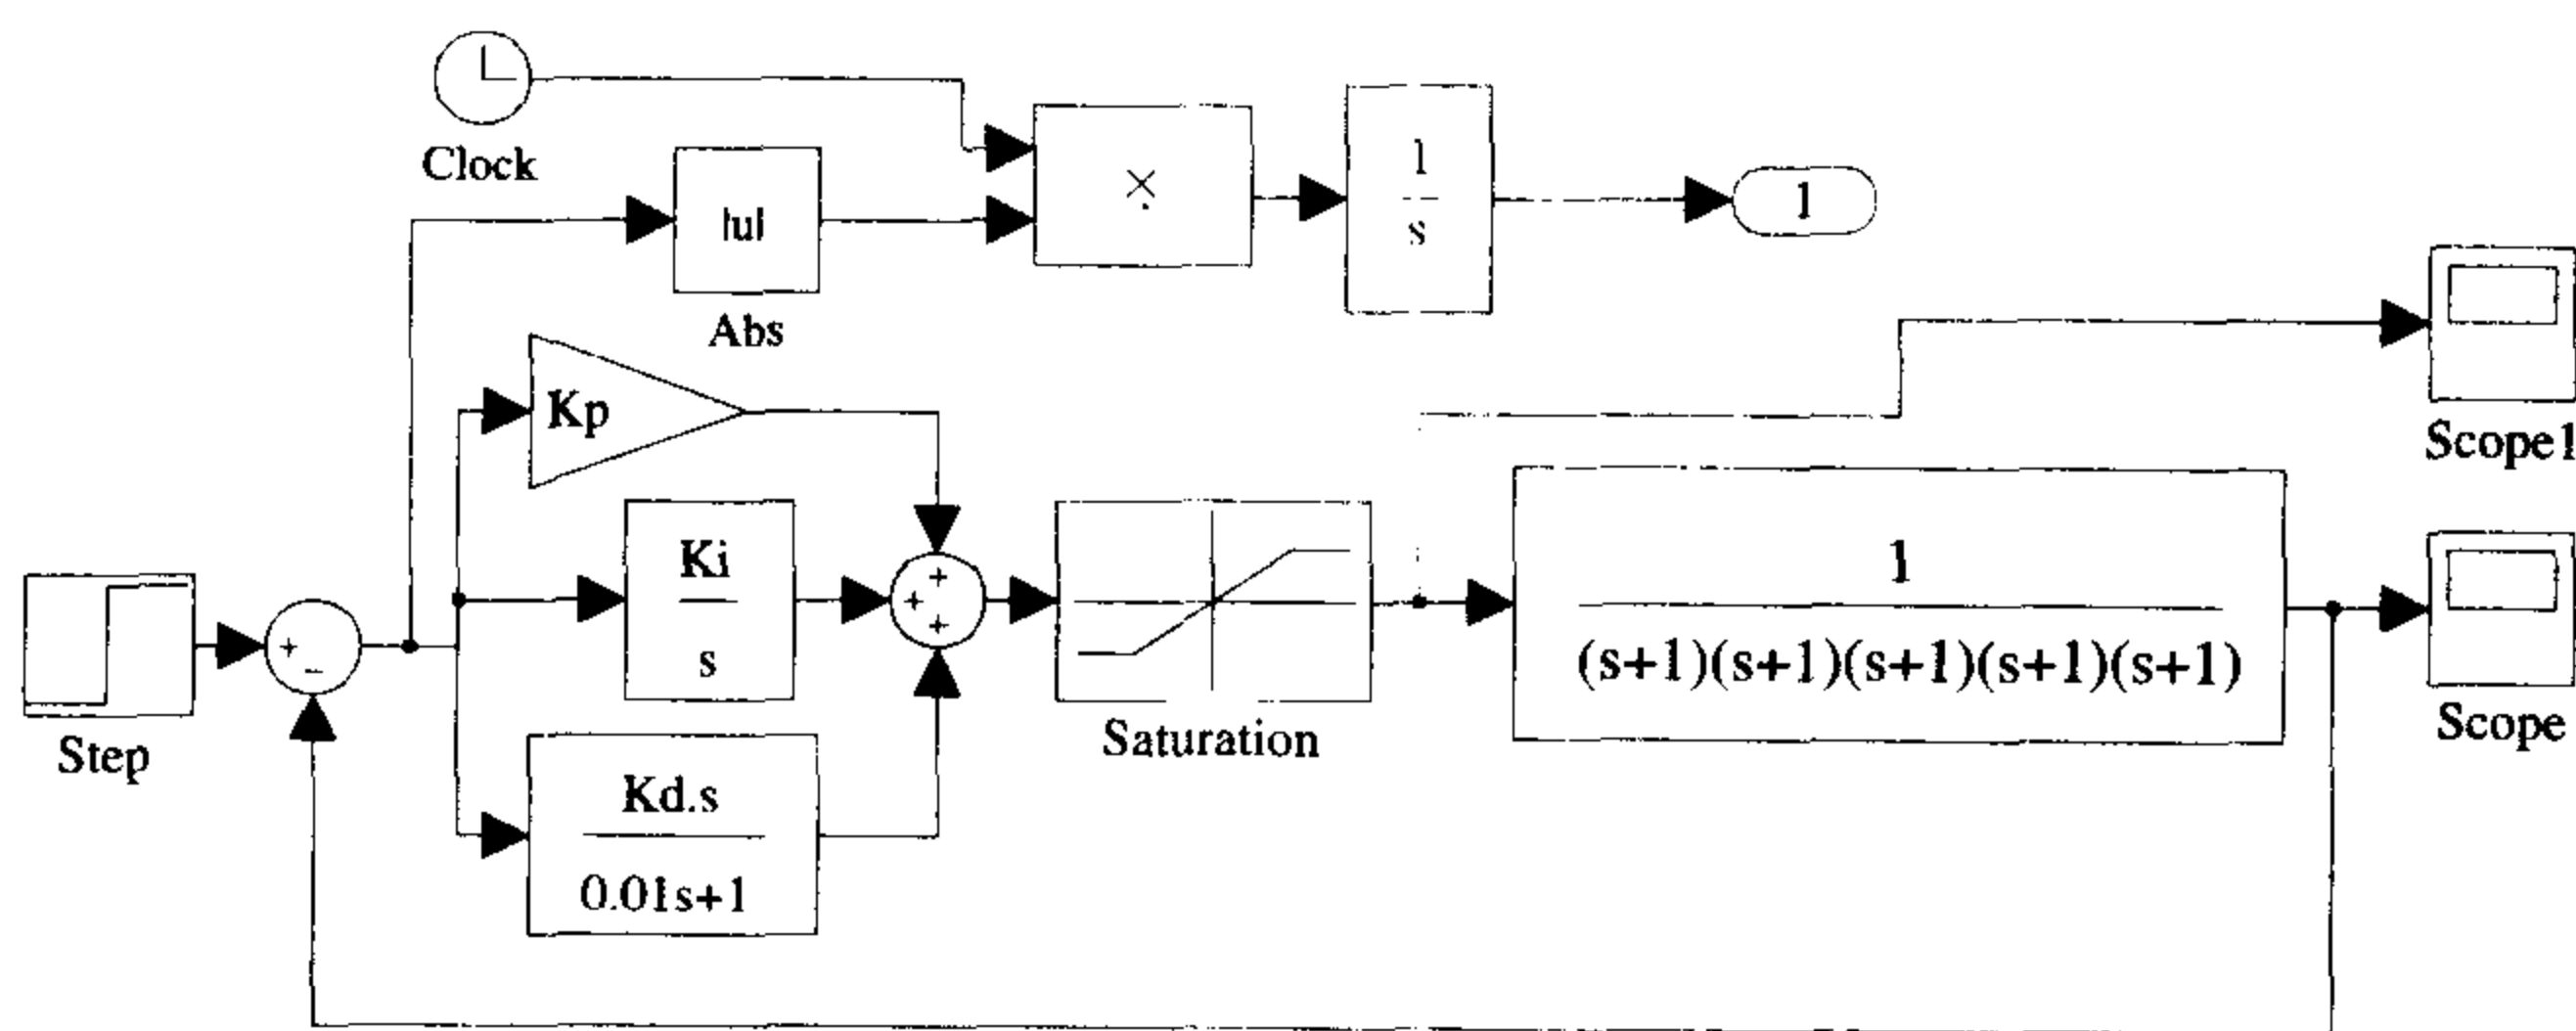 Clock
|u|
Abs
×
1
s
1
Scope1
Kp
Ki
s
+
+
+
Saturation
1
(s+1)(s+1)(s+1)(s+1)(s+1)
Scope
Step
+
−
Kd.s
0.01s+1